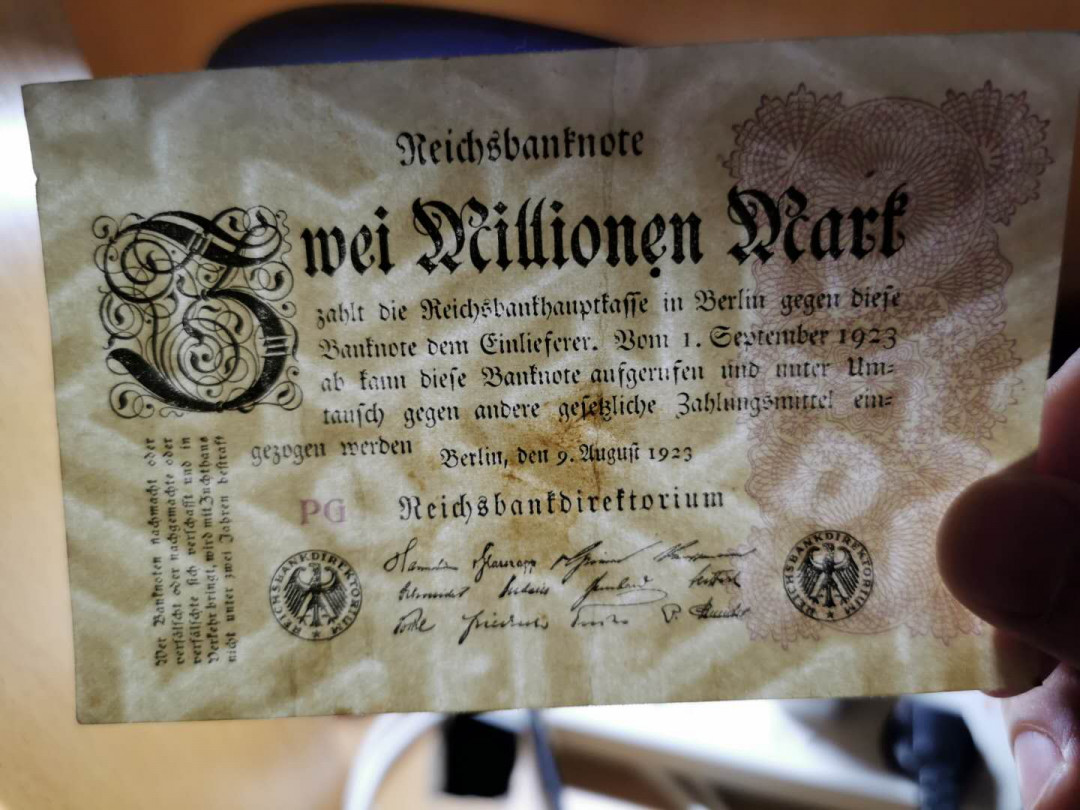 Reichsbanknote
Zwei Millionen Mark
zahlt die Reichsbankhauptkasse in Berlin gegen diese
Banknote dem Einlieferer. Vom 1. September 1923
ab kann diese Banknote aufgerufen und unter Um=
tausch gegen andere gesetzliche Zahlungsmittel ein=
gezogen werden
Berlin, den 9. August 1923
PG
Reichsbankdirektorium
REICHSBANKDIREKTORIUM
REICHSBANKDIREKTORIUM
Wer Banknoten nachmacht oder
verfälscht oder nachgemachte oder
verfälschte sich verschafft und in
Verkehr bringt, wird mit Zuchthaus
nicht unter zwei Jahren bestraft